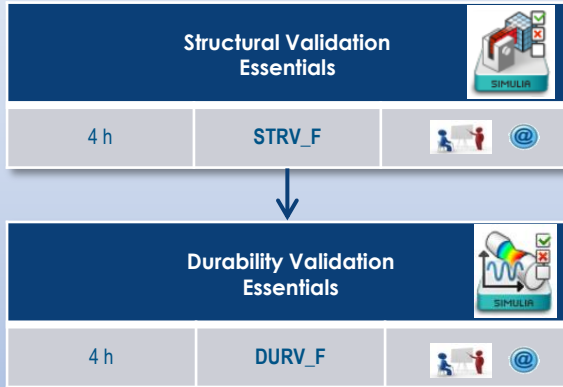 Structural Validation
Essentials
SIMULIA
4 h STRV_F @
Durability Validation
Essentials
SIMULIA
4 h DURV_F @